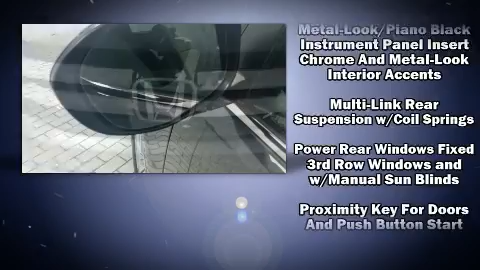 Metal-Look/Piano Black
Instrument Panel Insert
Chrome And Metal-Look
Interior Accents
Multi-Link Rear
Suspension w/Coil Springs
Power Rear Windows Fixed
3rd Row Windows and
w/Manual Sun Blinds
Proximity Key For Doors
And Push Button Start